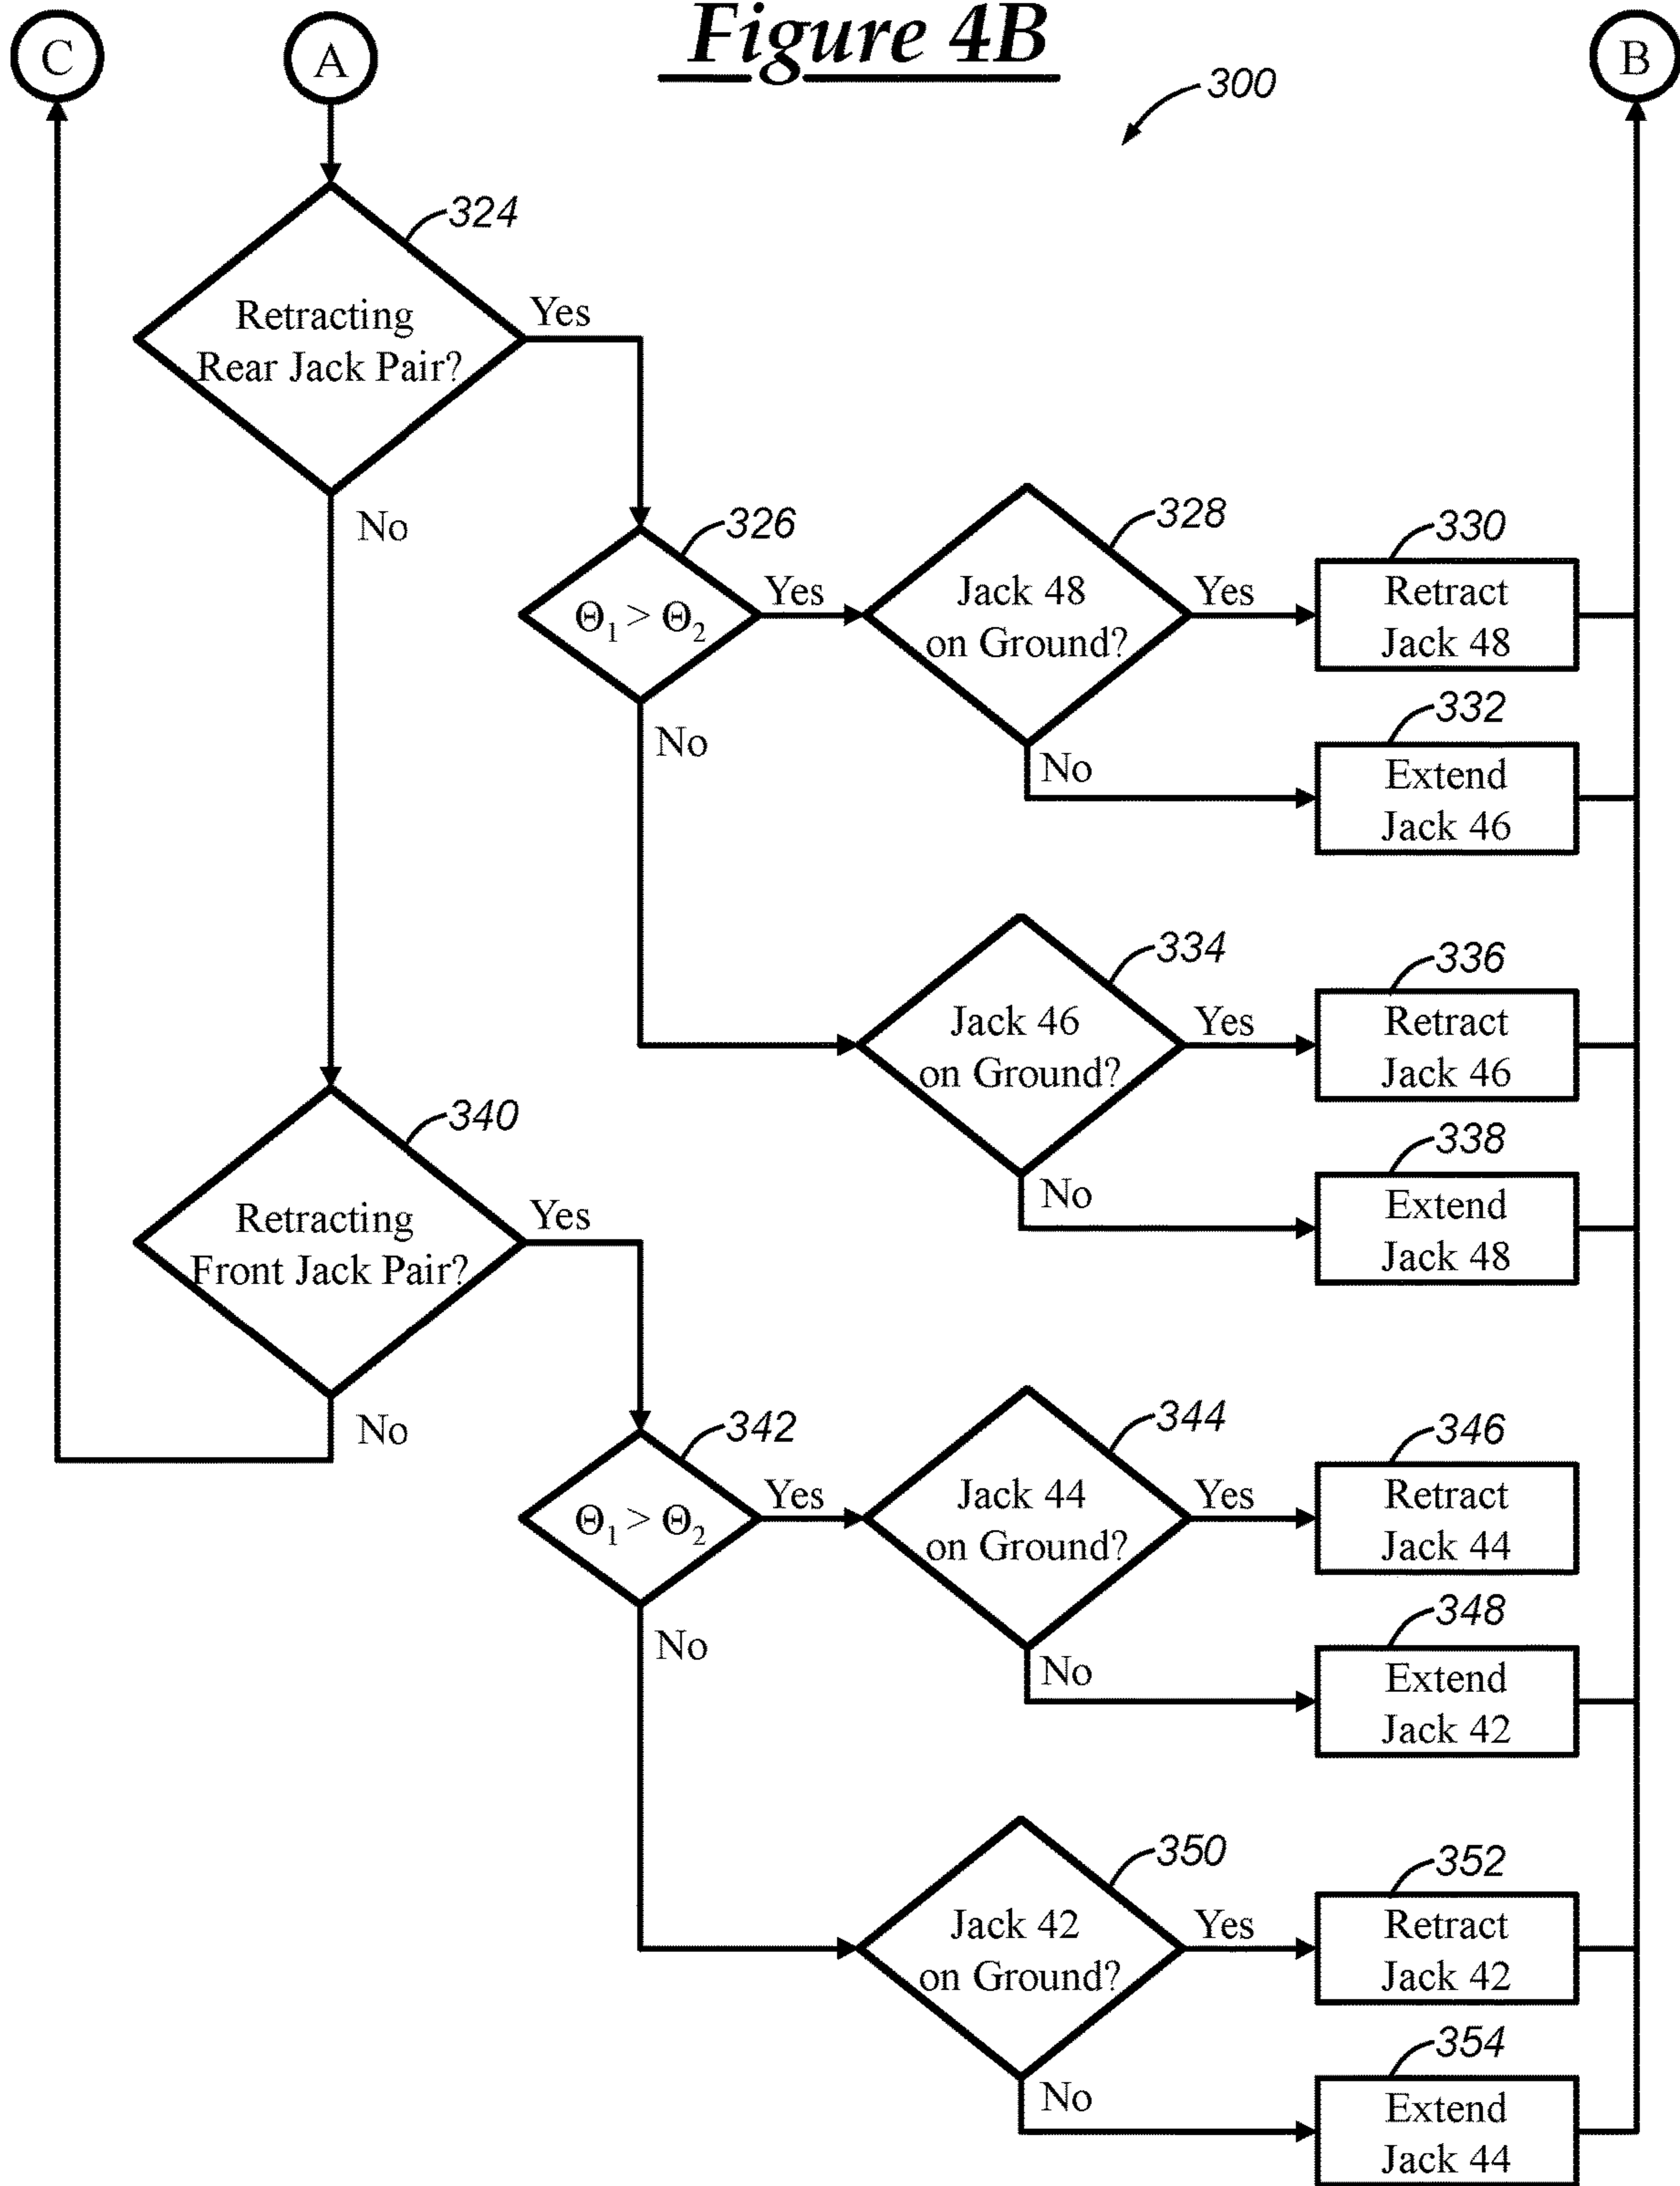 Figure 4B
C
A
B
300
324
Retracting
Rear Jack Pair?
Yes
No
326
Θ₁ > Θ₂
Yes
No
328
Jack 48
on Ground?
Yes
No
330
Retract
Jack 48
332
Extend
Jack 46
334
Jack 46
on Ground?
Yes
No
336
Retract
Jack 46
338
Extend
Jack 48
340
Retracting
Front Jack Pair?
Yes
No
342
Θ₁ > Θ₂
Yes
No
344
Jack 44
on Ground?
Yes
No
346
Retract
Jack 44
348
Extend
Jack 42
350
Jack 42
on Ground?
Yes
No
352
Retract
Jack 42
354
Extend
Jack 44